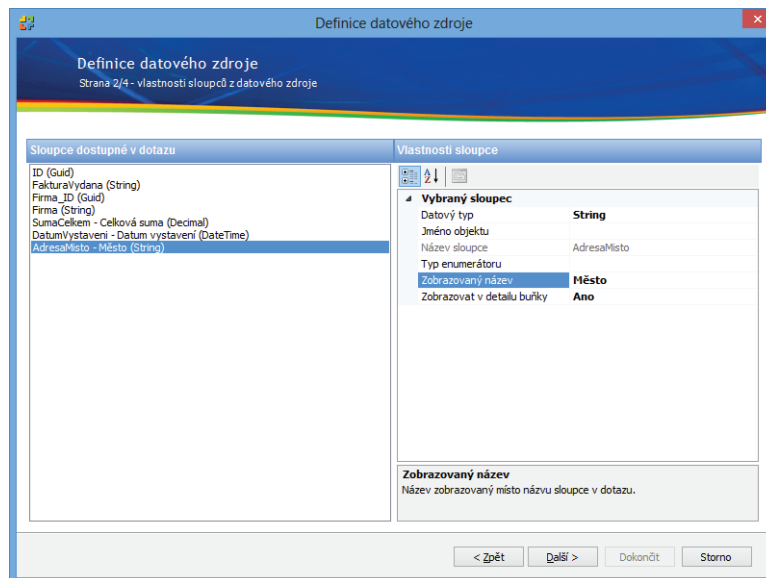 Definice datového zdroje
Definice datového zdroje
Strana 2/4 - vlastnosti sloupců z datového zdroje
Sloupce dostupné v dotazu
ID (Guid)
FakturaVydana (String)
Firma_ID (Guid)
Firma (String)
SumaCelkem - Celková suma (Decimal)
DatumVystaveni - Datum vystavení (DateTime)
AdresaMisto - Město (String)
Vlastnosti sloupce
Vybraný sloupec
Datový typ String
Jméno objektu
Název sloupce AdresaMisto
Typ enumerátoru
Zobrazovaný název Město
Zobrazovat v detailu buňky Ano
Zobrazovaný název
Název zobrazovaný místo názvu sloupce v dotazu.
< Zpět Další > Dokončit Storno